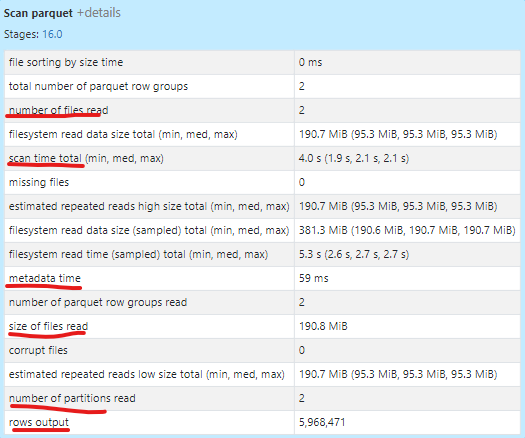 Scan parquet +details
Stages: 16.0
file sorting by size time 0 ms
total number of parquet row groups 2
number of files read 2
filesystem read data size total (min, med, max) 190.7 MiB (95.3 MiB, 95.3 MiB, 95.3 MiB)
scan time total (min, med, max) 4.0 s (1.9 s, 2.1 s, 2.1 s)
missing files 0
estimated repeated reads high size total (min, med, max) 190.7 MiB (95.3 MiB, 95.3 MiB, 95.3 MiB)
filesystem read data size (sampled) total (min, med, max) 381.3 MiB (190.6 MiB, 190.7 MiB, 190.7 MiB)
filesystem read time (sampled) total (min, med, max) 5.3 s (2.6 s, 2.7 s, 2.7 s)
metadata time 59 ms
number of parquet row groups read 2
size of files read 190.8 MiB
corrupt files 0
estimated repeated reads low size total (min, med, max) 190.7 MiB (95.3 MiB, 95.3 MiB, 95.3 MiB)
number of partitions read 2
rows output 5,968,471